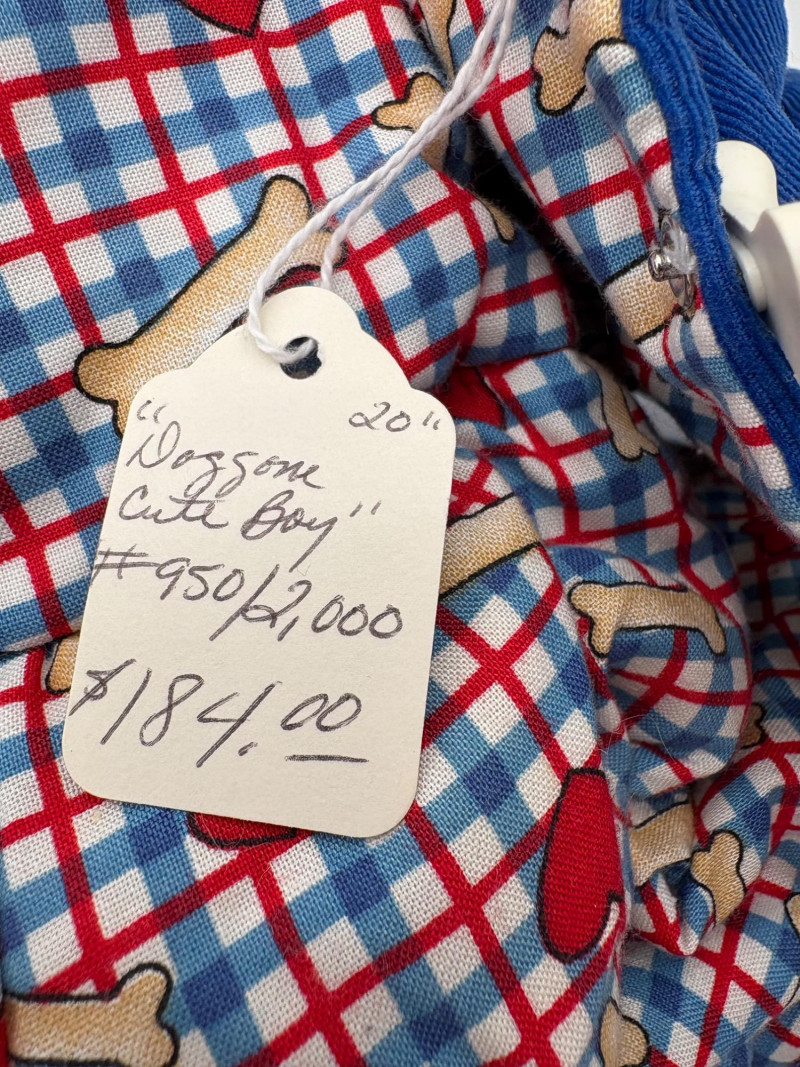 20"
"Doggone
Cute Boy"
#950/2,000
$184.00